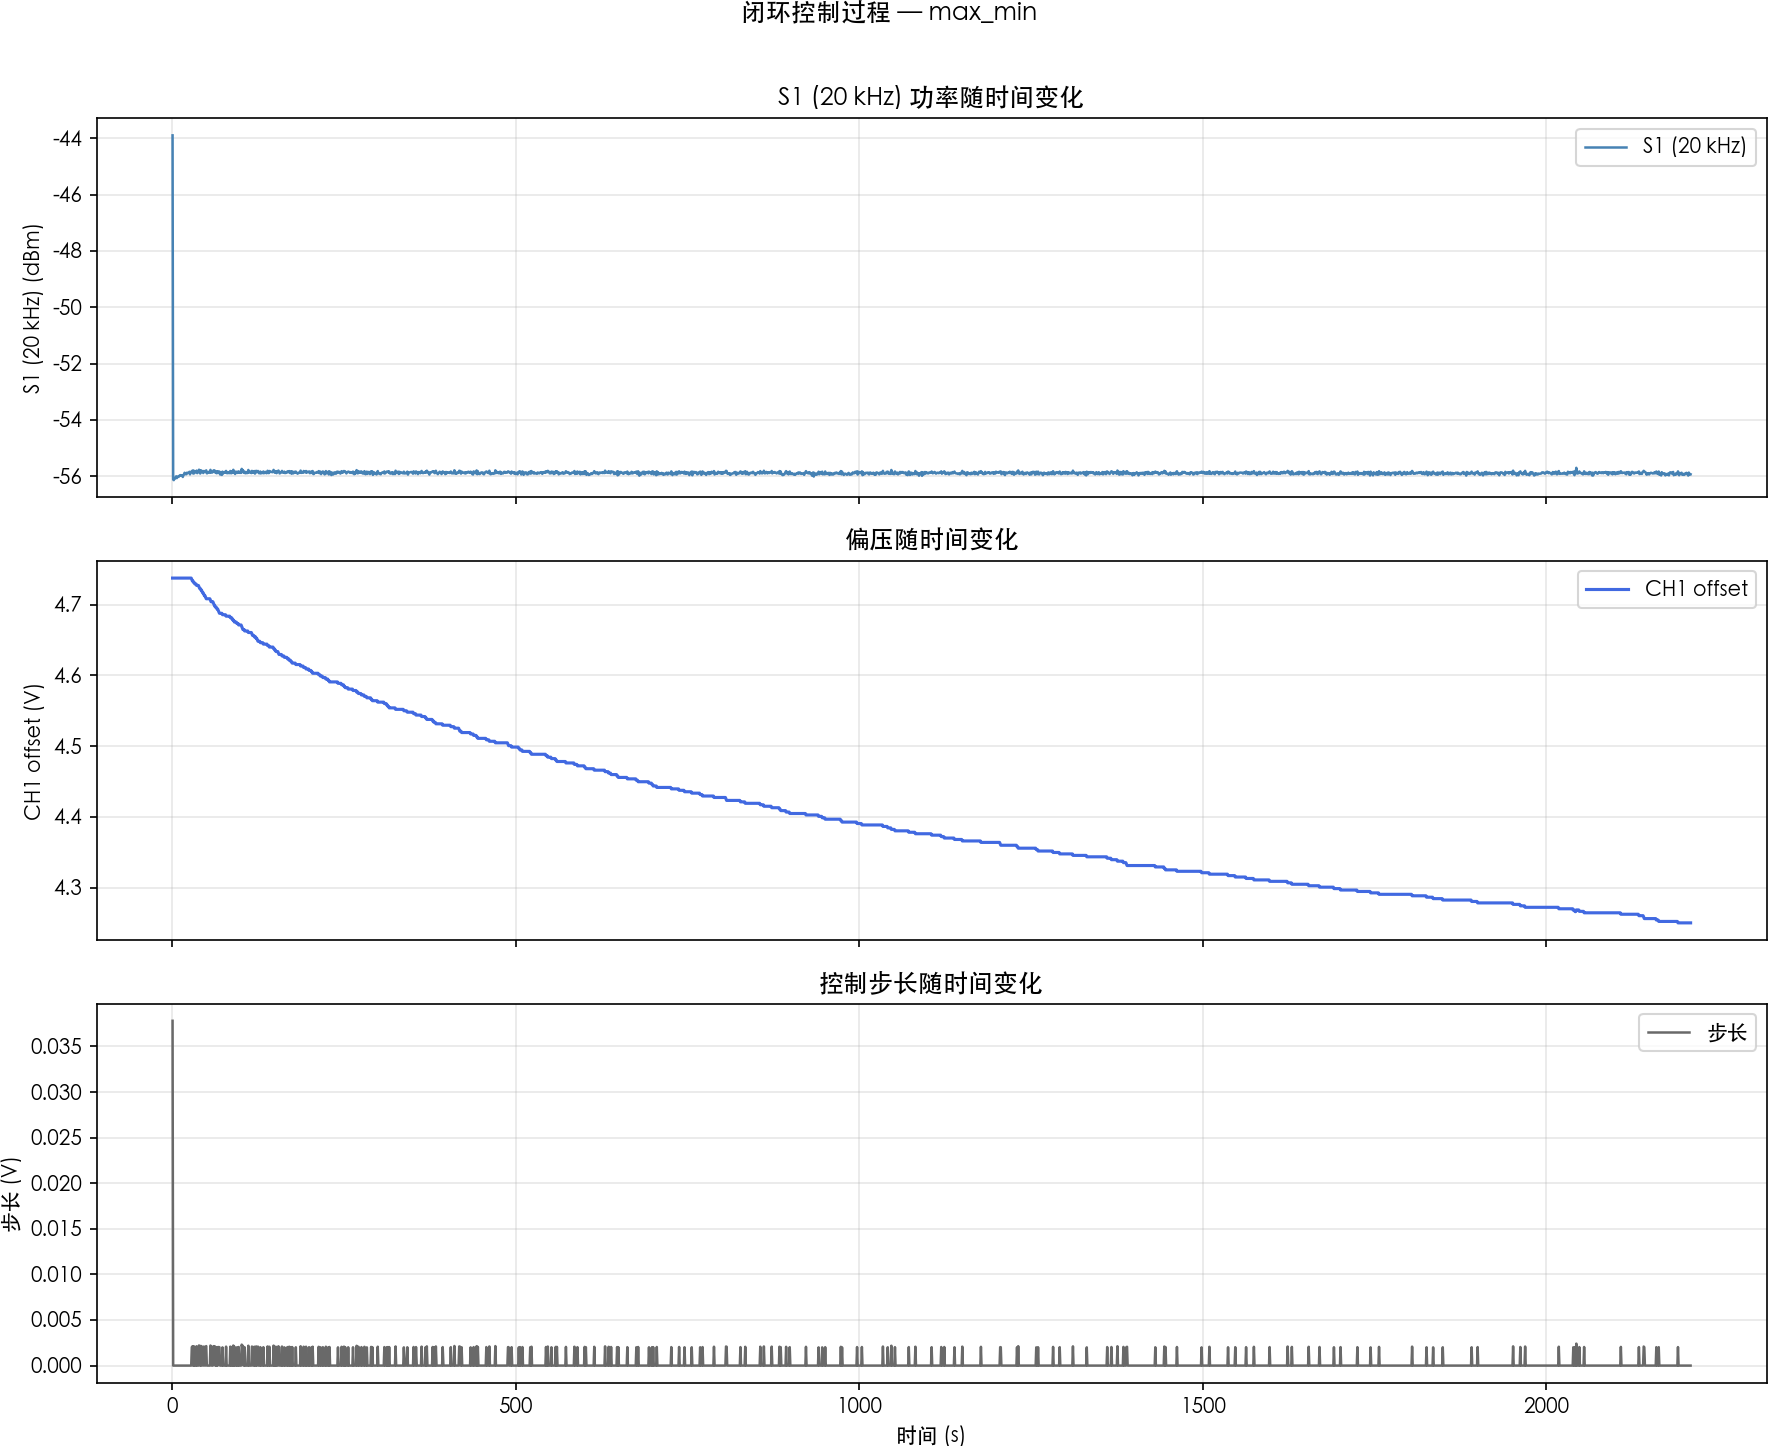 闭环控制过程 — max_min
S1 (20 kHz) 功率随时间变化
S1 (20 kHz)
S1 (20 kHz) (dBm)
-44
-46
-48
-50
-52
-54
-56
偏压随时间变化
CH1 offset
CH1 offset (V)
4.7
4.6
4.5
4.4
4.3
控制步长随时间变化
步长
步长 (V)
0.035
0.030
0.025
0.020
0.015
0.010
0.005
0.000
0 500 1000 1500 2000
时间 (s)